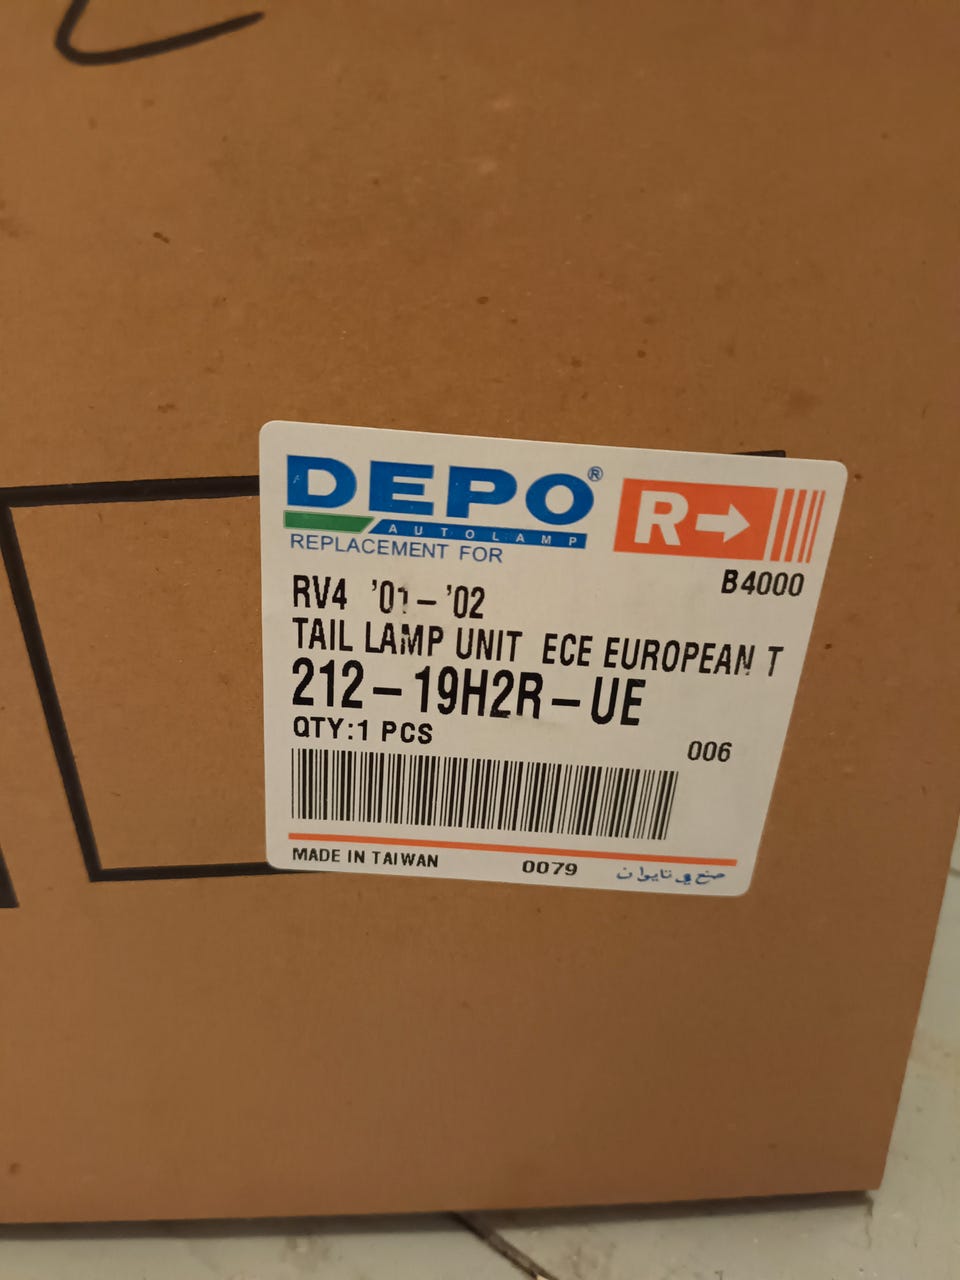 DEPO®
AUTOLAMP
REPLACEMENT FOR
R
B4000
RV4 '01–'02
TAIL LAMP UNIT ECE EUROPEAN T
212–19H2R–UE
QTY:1 PCS
006
MADE IN TAIWAN 0079 صنع في تايوان